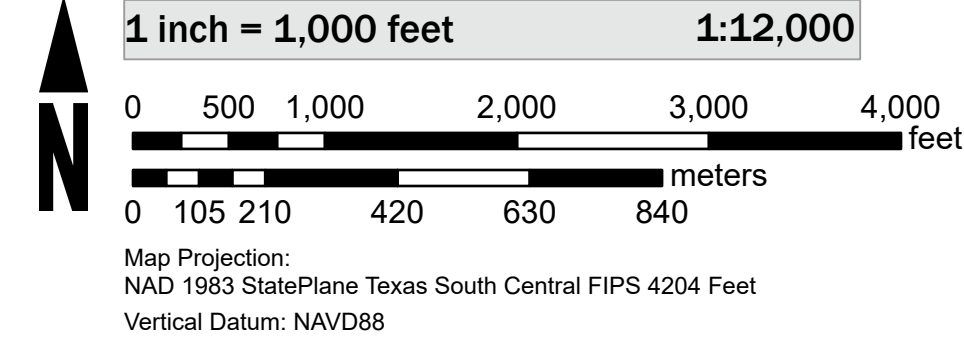 1 inch = 1,000 feet 1:12,000
0 500 1,000 2,000 3,000 4,000
feet
meters
0 105 210 420 630 840
N
Map Projection:
NAD 1983 StatePlane Texas South Central FIPS 4204 Feet
Vertical Datum: NAVD88